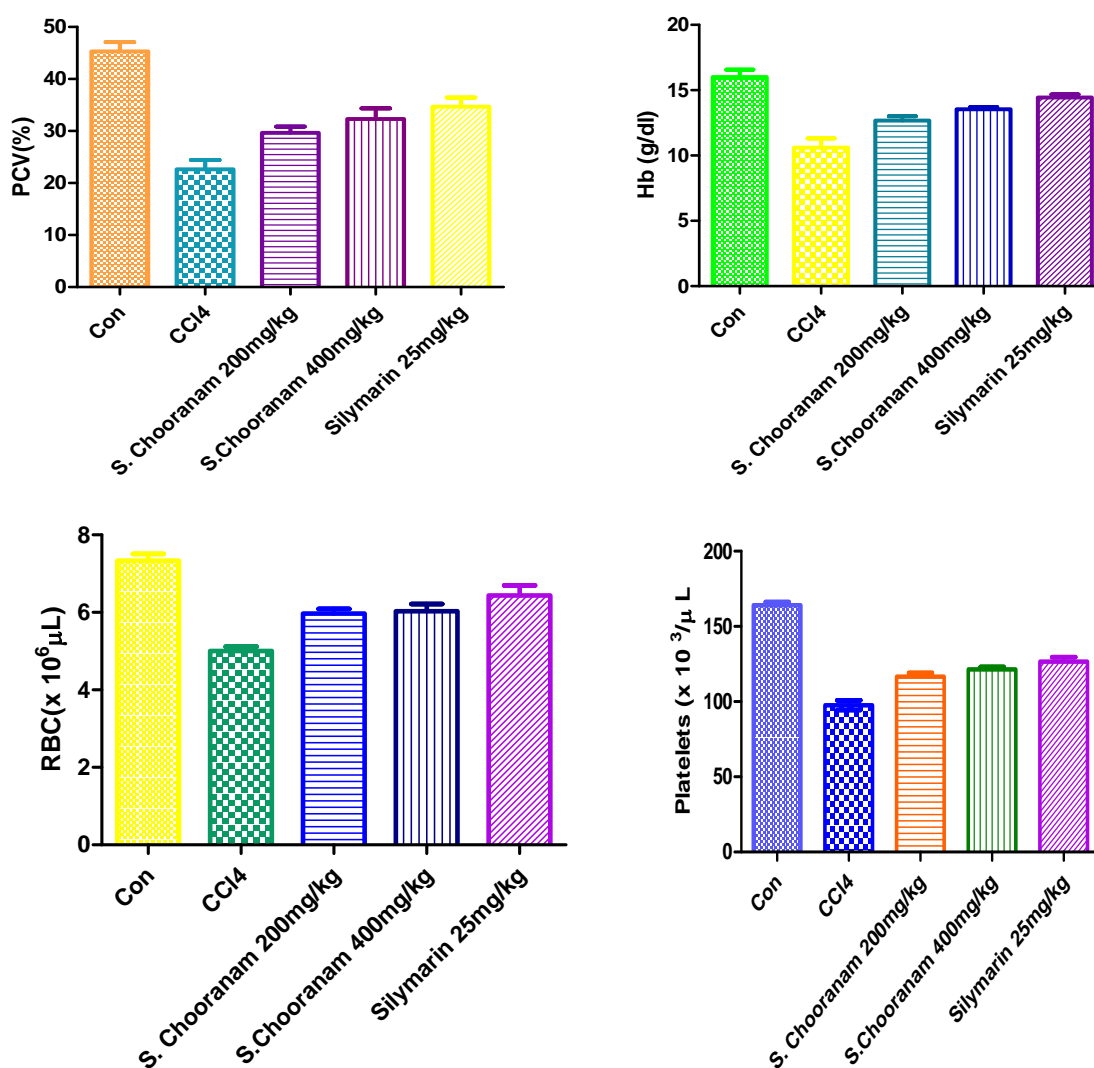 50
40
30
20
10
0
PCV(%)
Con
CCl4
S. Chooranam 200mg/kg
S.Chooranam 400mg/kg
Silymarin 25mg/kg
20
15
10
5
0
Hb (g/dl)
Con
CCl4
S. Chooranam 200mg/kg
S.Chooranam 400mg/kg
Silymarin 25mg/kg
8
6
4
2
0
RBC(x 10⁶μL)
Con
CCl4
S. Chooranam 200mg/kg
S.Chooranam 400mg/kg
Silymarin 25mg/kg
200
150
100
50
0
Platelets (x 10 ³/μ L
Con
CCl4
S. Chooranam 200mg/kg
S.Chooranam 400mg/kg
Silymarin 25mg/kg